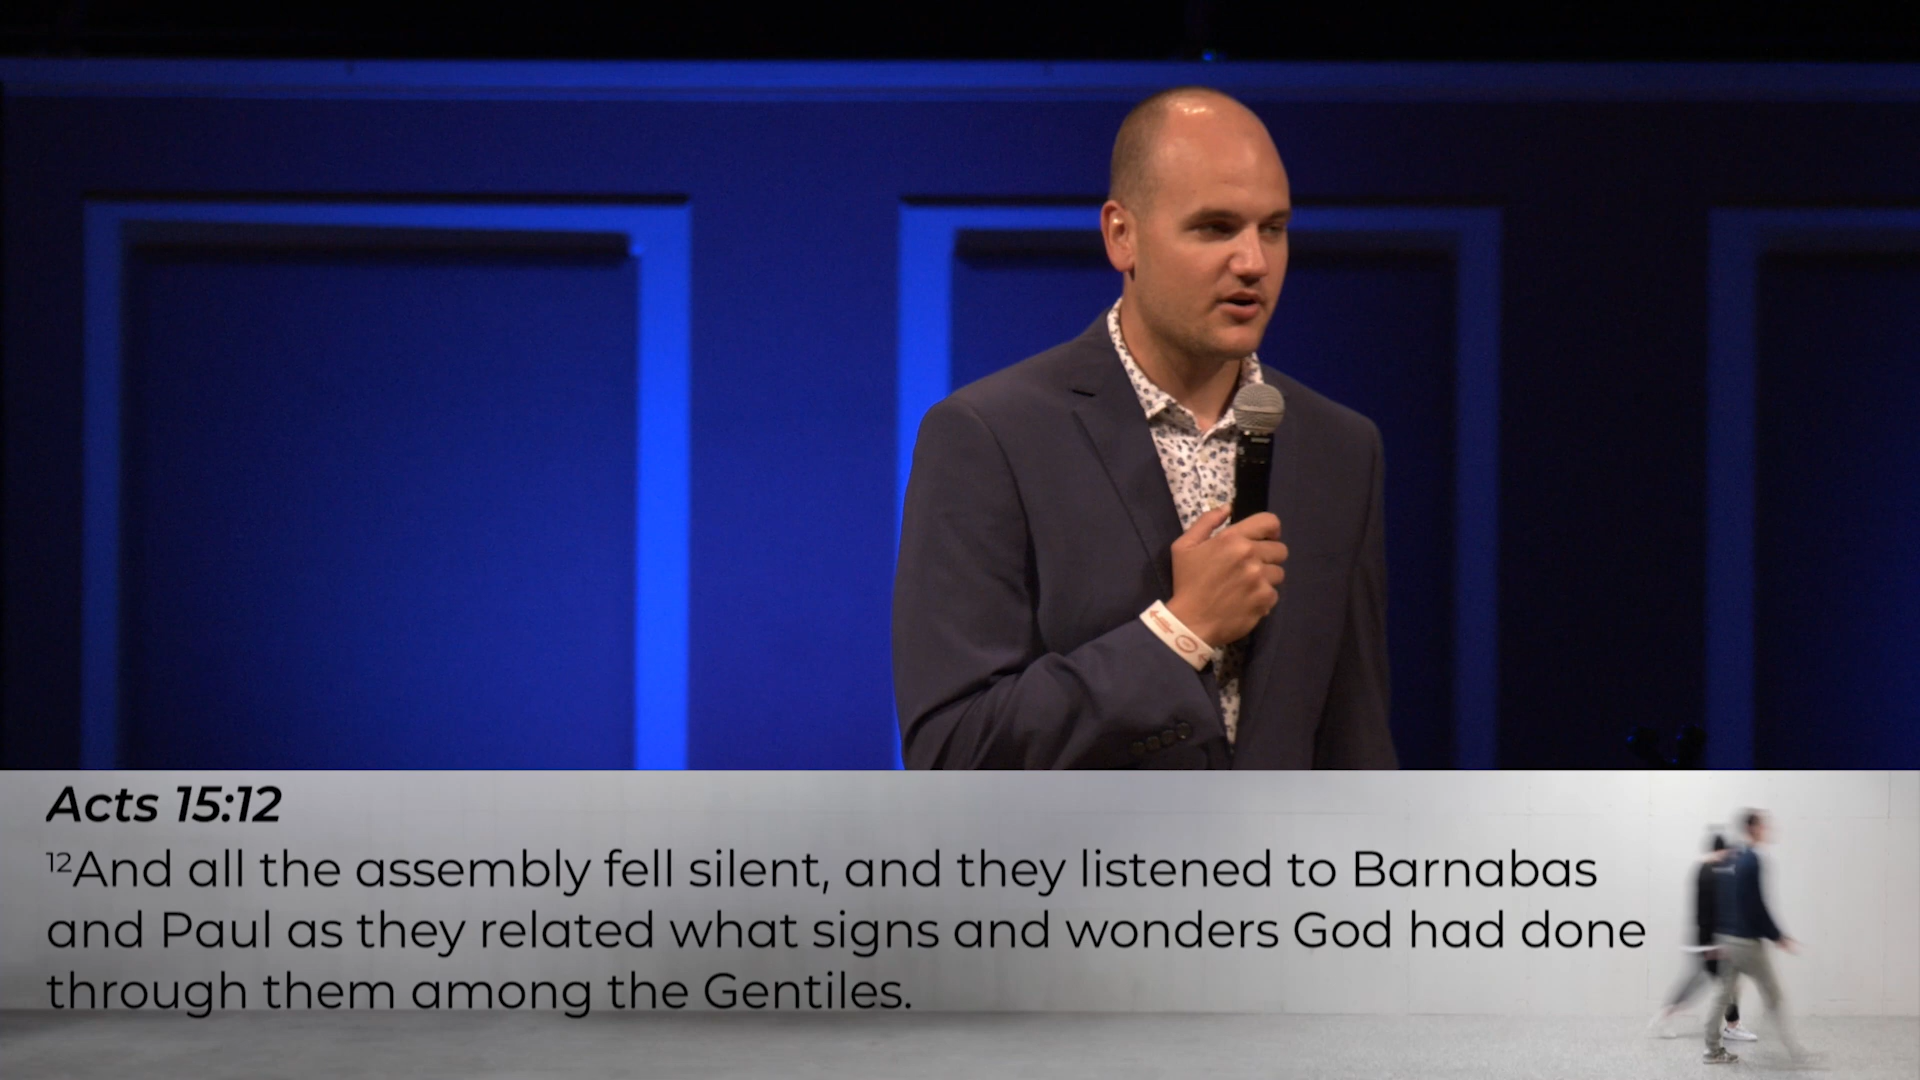 Acts 15:12
¹²And all the assembly fell silent, and they listened to Barnabas
and Paul as they related what signs and wonders God had done
through them among the Gentiles.